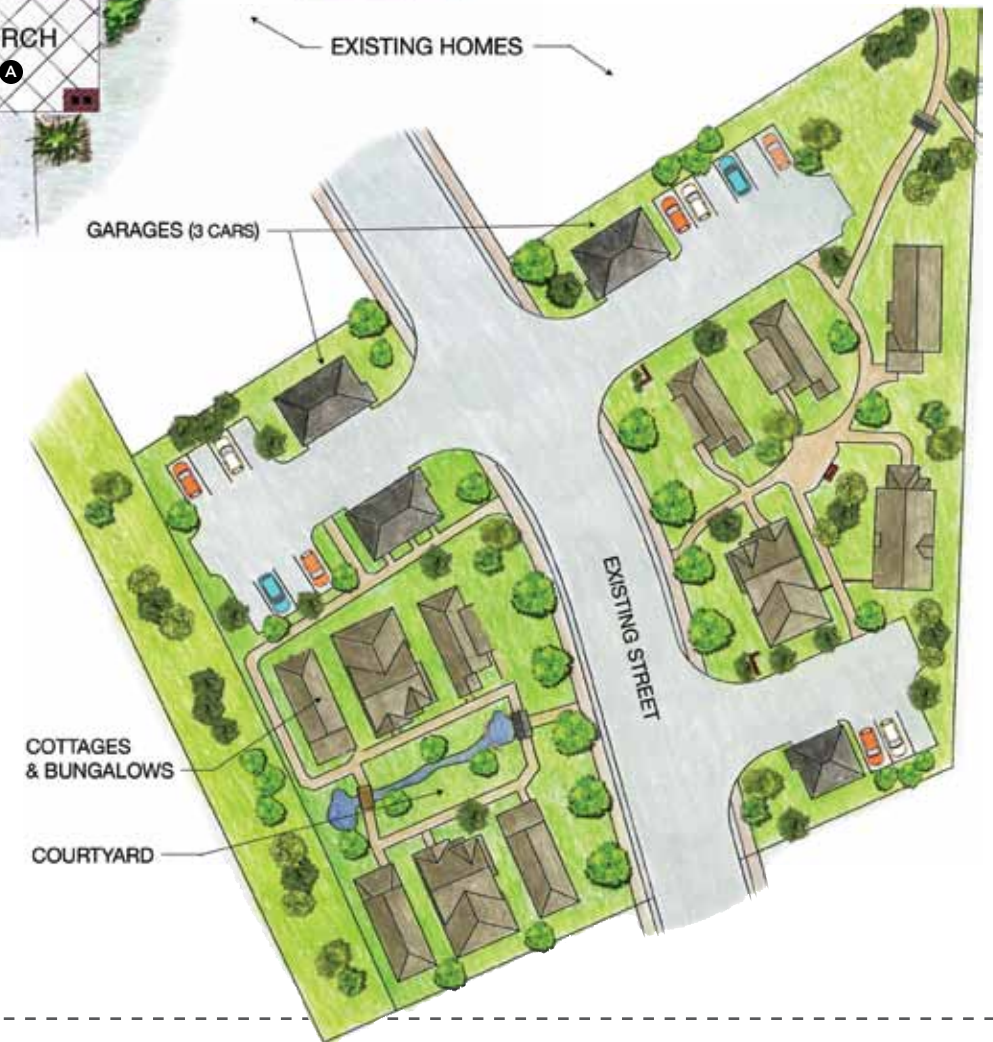 RCH
A
EXISTING HOMES
GARAGES (3 CARS)
EXISTING STREET
COTTAGES
& BUNGALOWS
COURTYARD